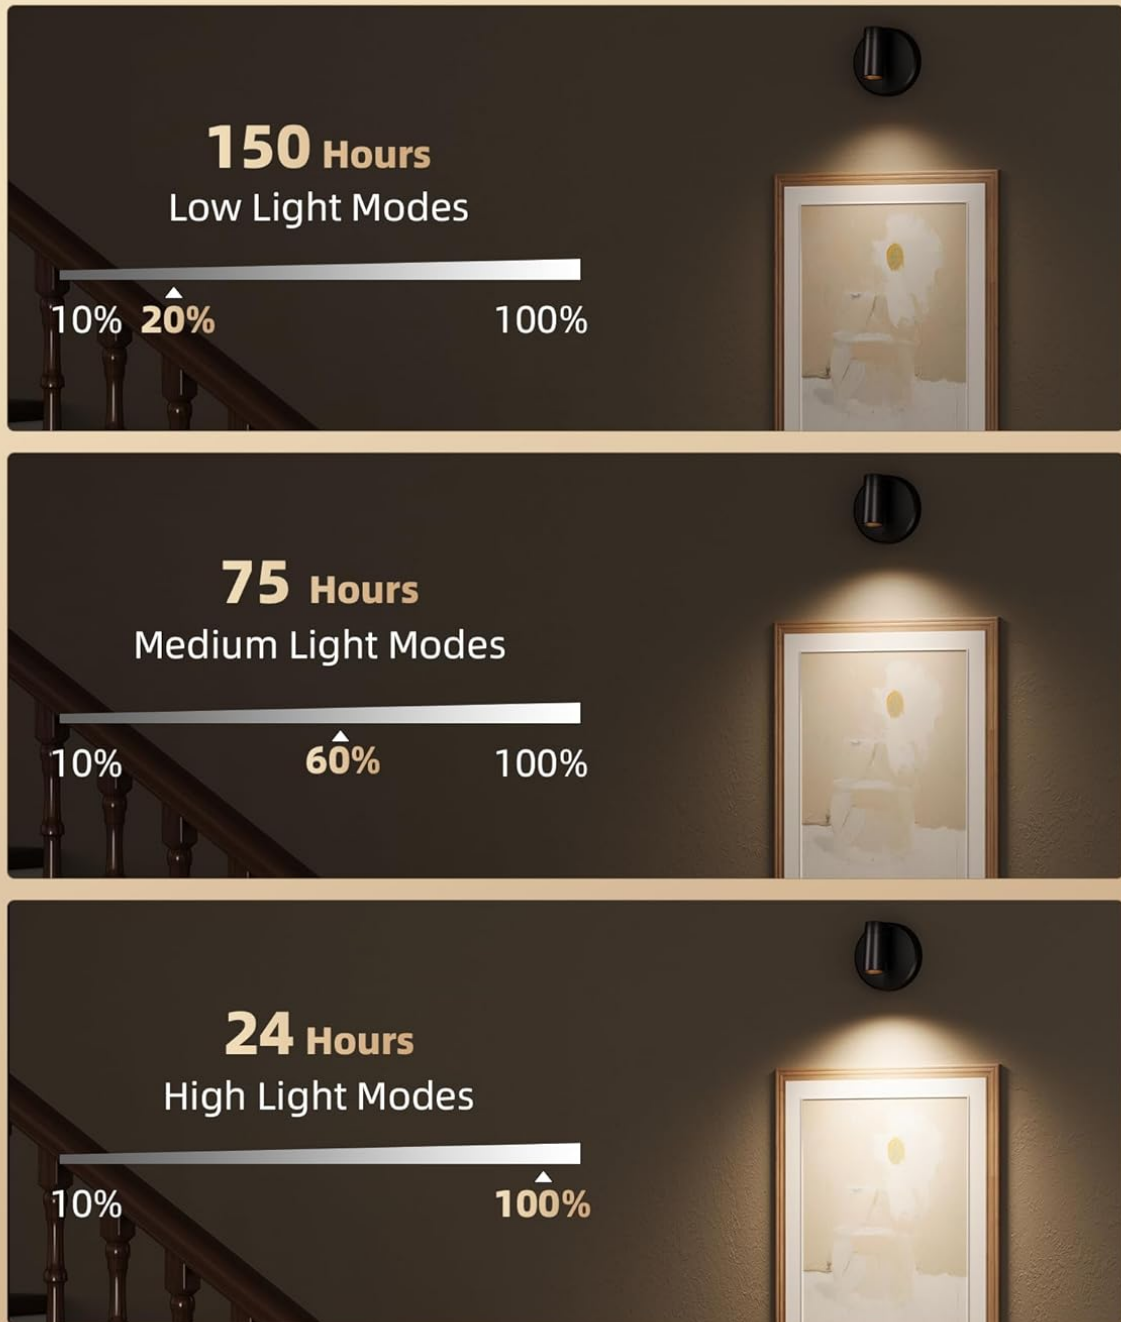 150 Hours
Low Light Modes
10% 20% 100%
75 Hours
Medium Light Modes
10% 60% 100%
24 Hours
High Light Modes
10% 100%